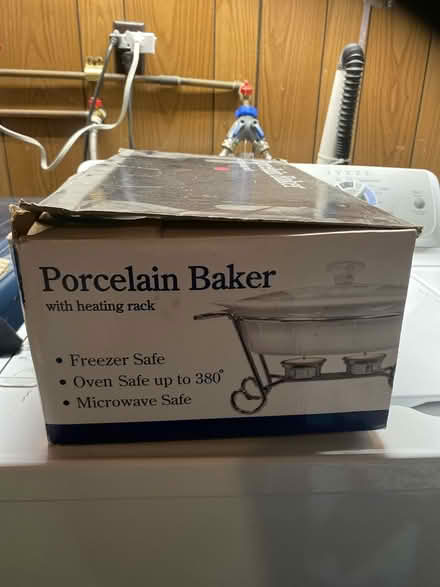 Porcelain Baker
with heating rack
• Freezer Safe
• Oven Safe up to 380°
• Microwave Safe